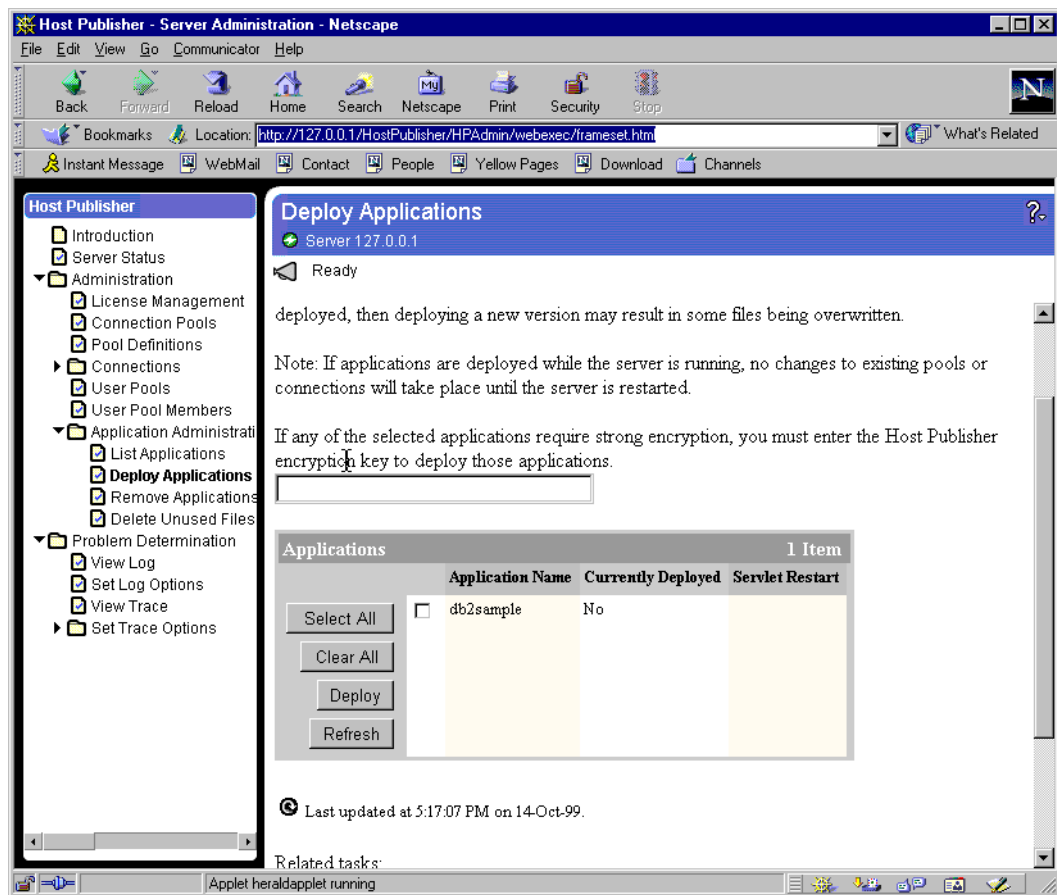 Host Publisher - Server Administration - Netscape
File Edit View Go Communicator Help
Back Forward Reload Home Search Netscape Print Security Stop
My
N
Bookmarks Location: http://127.0.0.1/HostPublisher/HPAdmin/webexec/frameset.html What's Related
Instant Message WebMail Contact People Yellow Pages Download Channels
Host Publisher
Introduction
Server Status
Administration
License Management
Connection Pools
Pool Definitions
Connections
User Pools
User Pool Members
Application Administrati
List Applications
Deploy Applications
Remove Applications
Delete Unused Files
Problem Determination
View Log
Set Log Options
View Trace
Set Trace Options
Deploy Applications
?
Server 127.0.0.1
Ready
deployed, then deploying a new version may result in some files being overwritten.
Note: If applications are deployed while the server is running, no changes to existing pools or
connections will take place until the server is restarted.
If any of the selected applications require strong encryption, you must enter the Host Publisher
encryption key to deploy those applications.
Applications 1 Item
Application Name Currently Deployed Servlet Restart
Select All db2sample No
Clear All
Deploy
Refresh
Last updated at 5:17:07 PM on 14-Oct-99.
Related tasks:
Applet heraldapplet running